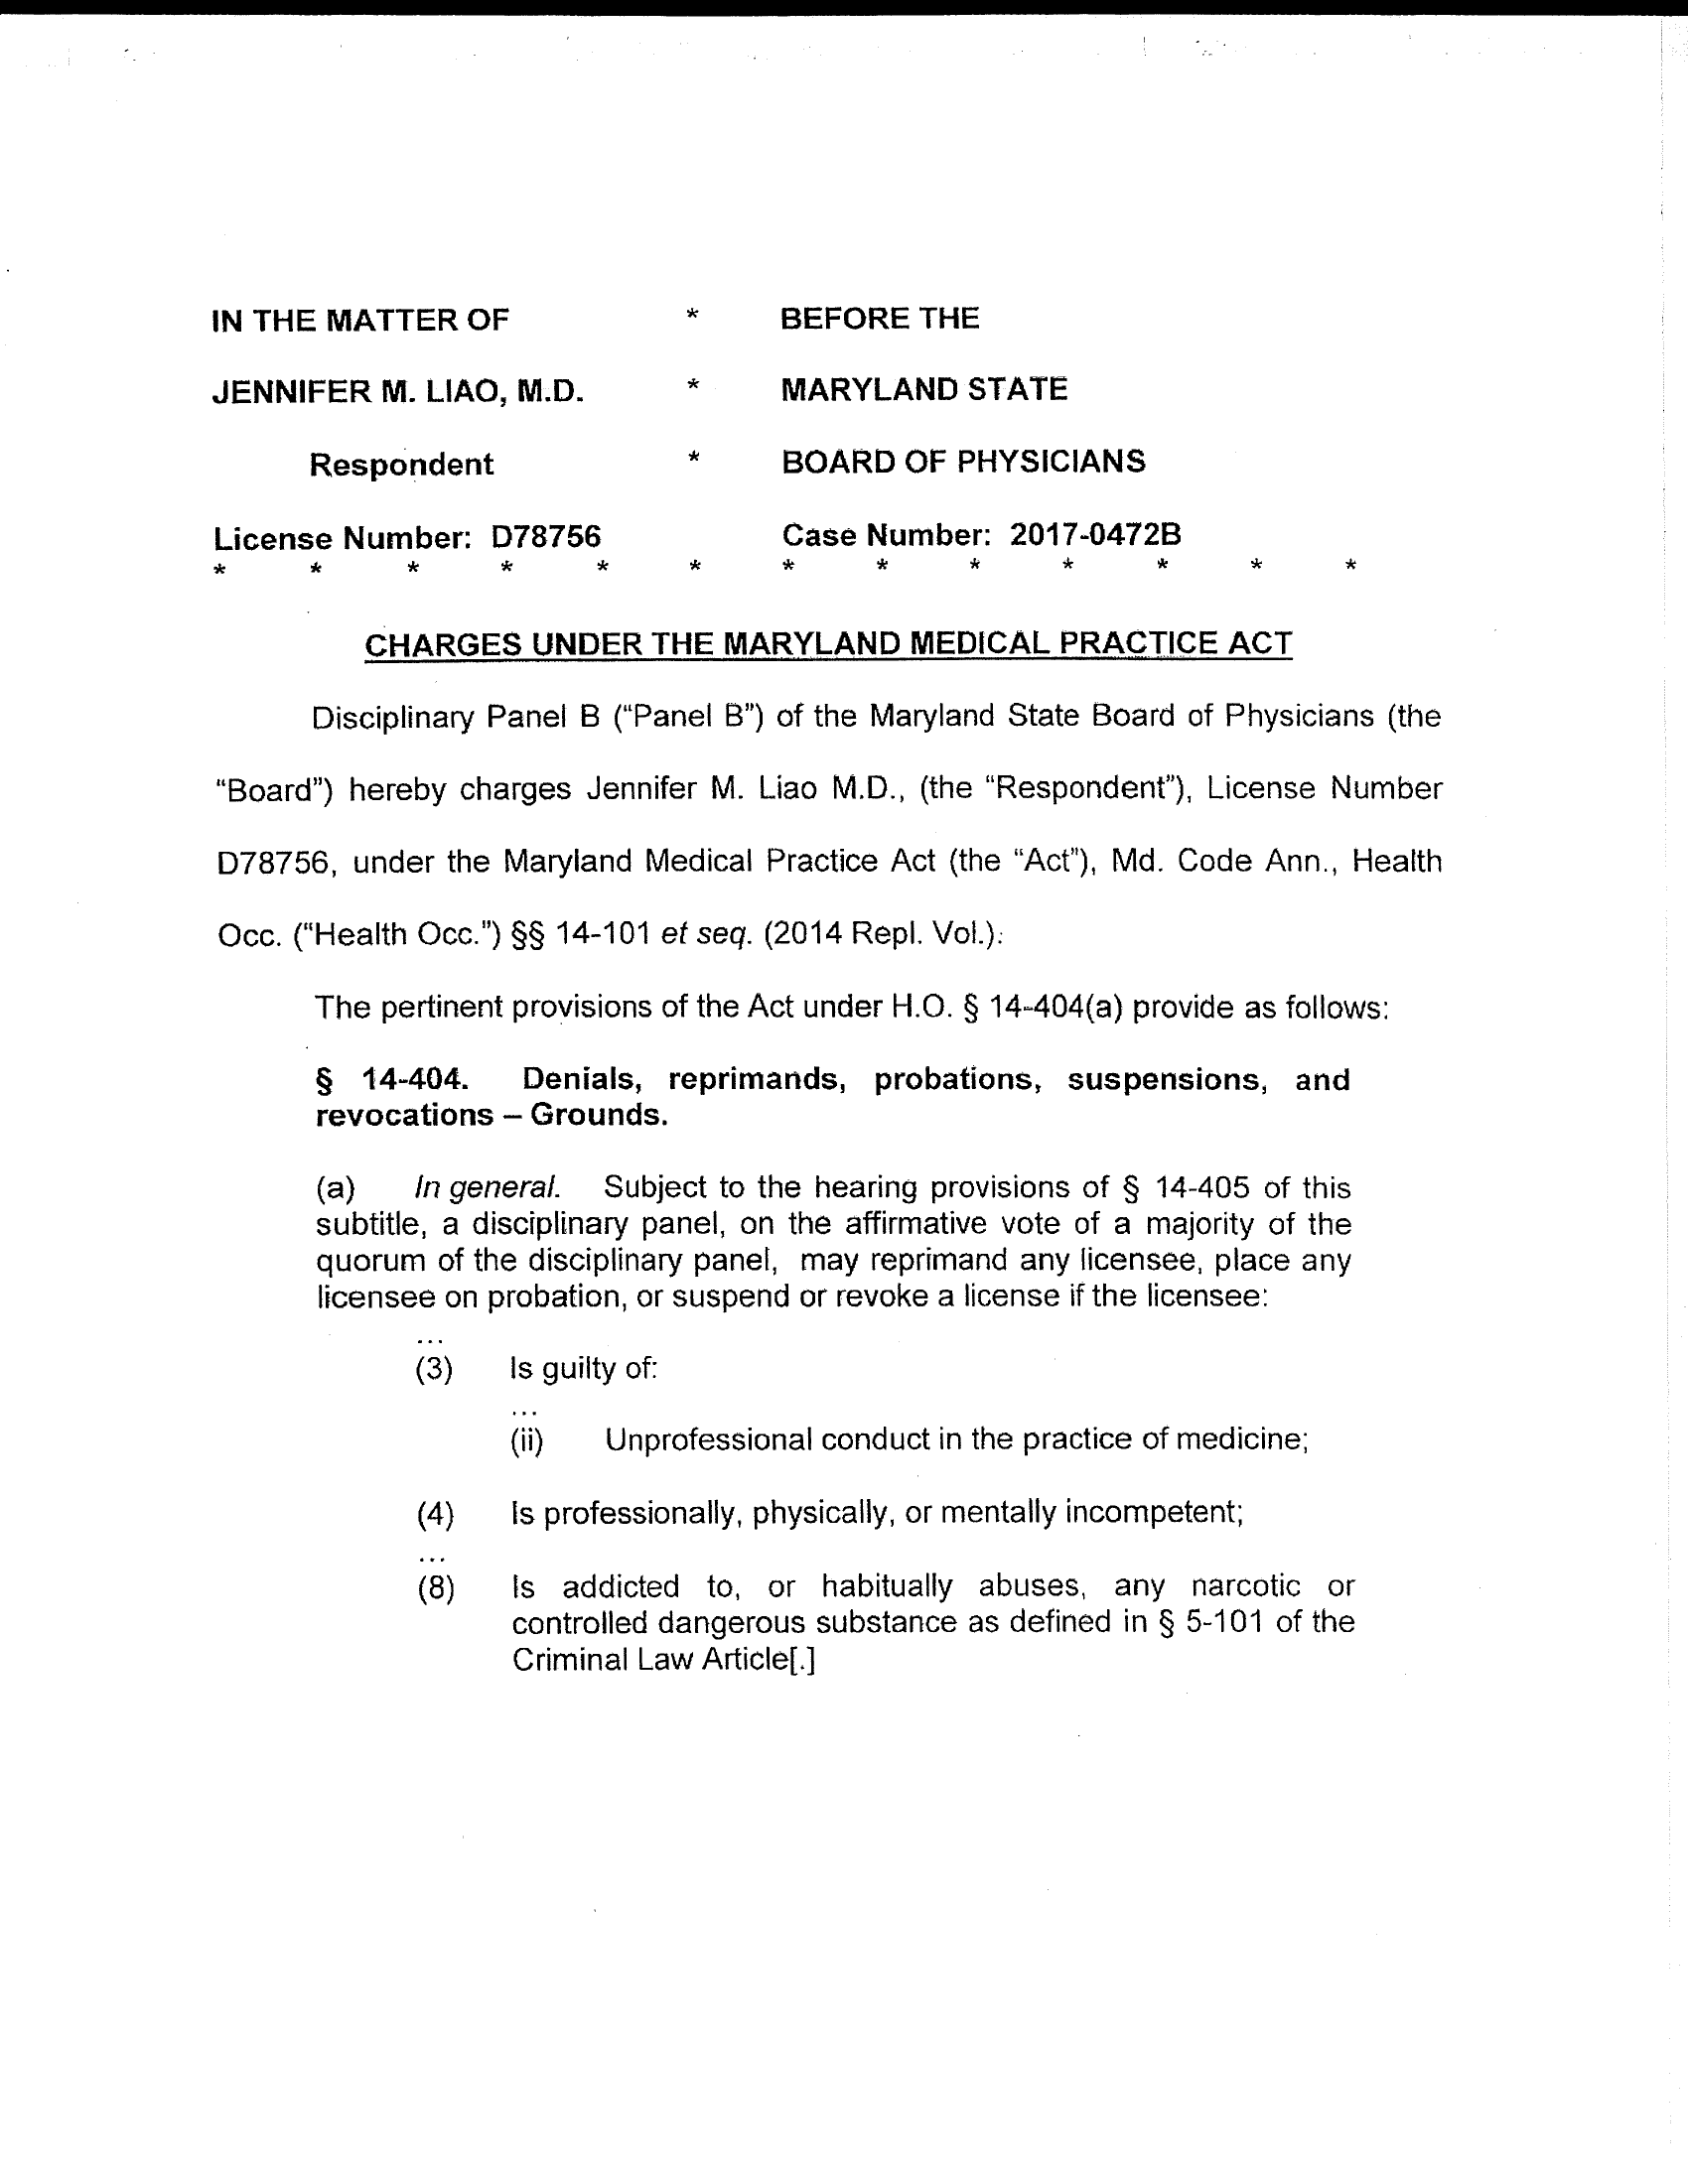 IN THE MATTER OF * BEFORE THE
JENNIFER M. LIAO, M.D. * MARYLAND STATE
Respondent * BOARD OF PHYSICIANS
License Number: D78756 Case Number: 2017-0472B
* * * * * * * * * * * * *
CHARGES UNDER THE MARYLAND MEDICAL PRACTICE ACT
Disciplinary Panel B (“Panel B”) of the Maryland State Board of Physicians (the
“Board”) hereby charges Jennifer M. Liao M.D., (the “Respondent”), License Number
D78756, under the Maryland Medical Practice Act (the “Act”), Md. Code Ann., Health
Occ. (“Health Occ.”) §§ 14-101 et seq. (2014 Repl. Vol.):
The pertinent provisions of the Act under H.O. § 14-404(a) provide as follows:
§ 14-404. Denials, reprimands, probations, suspensions, and
revocations – Grounds.
(a) In general. Subject to the hearing provisions of § 14-405 of this
subtitle, a disciplinary panel, on the affirmative vote of a majority of the
quorum of the disciplinary panel, may reprimand any licensee, place any
licensee on probation, or suspend or revoke a license if the licensee:
...
(3) Is guilty of:
...
(ii) Unprofessional conduct in the practice of medicine;
(4) Is professionally, physically, or mentally incompetent;
...
(8) Is addicted to, or habitually abuses, any narcotic or
controlled dangerous substance as defined in § 5-101 of the
Criminal Law Article[.]